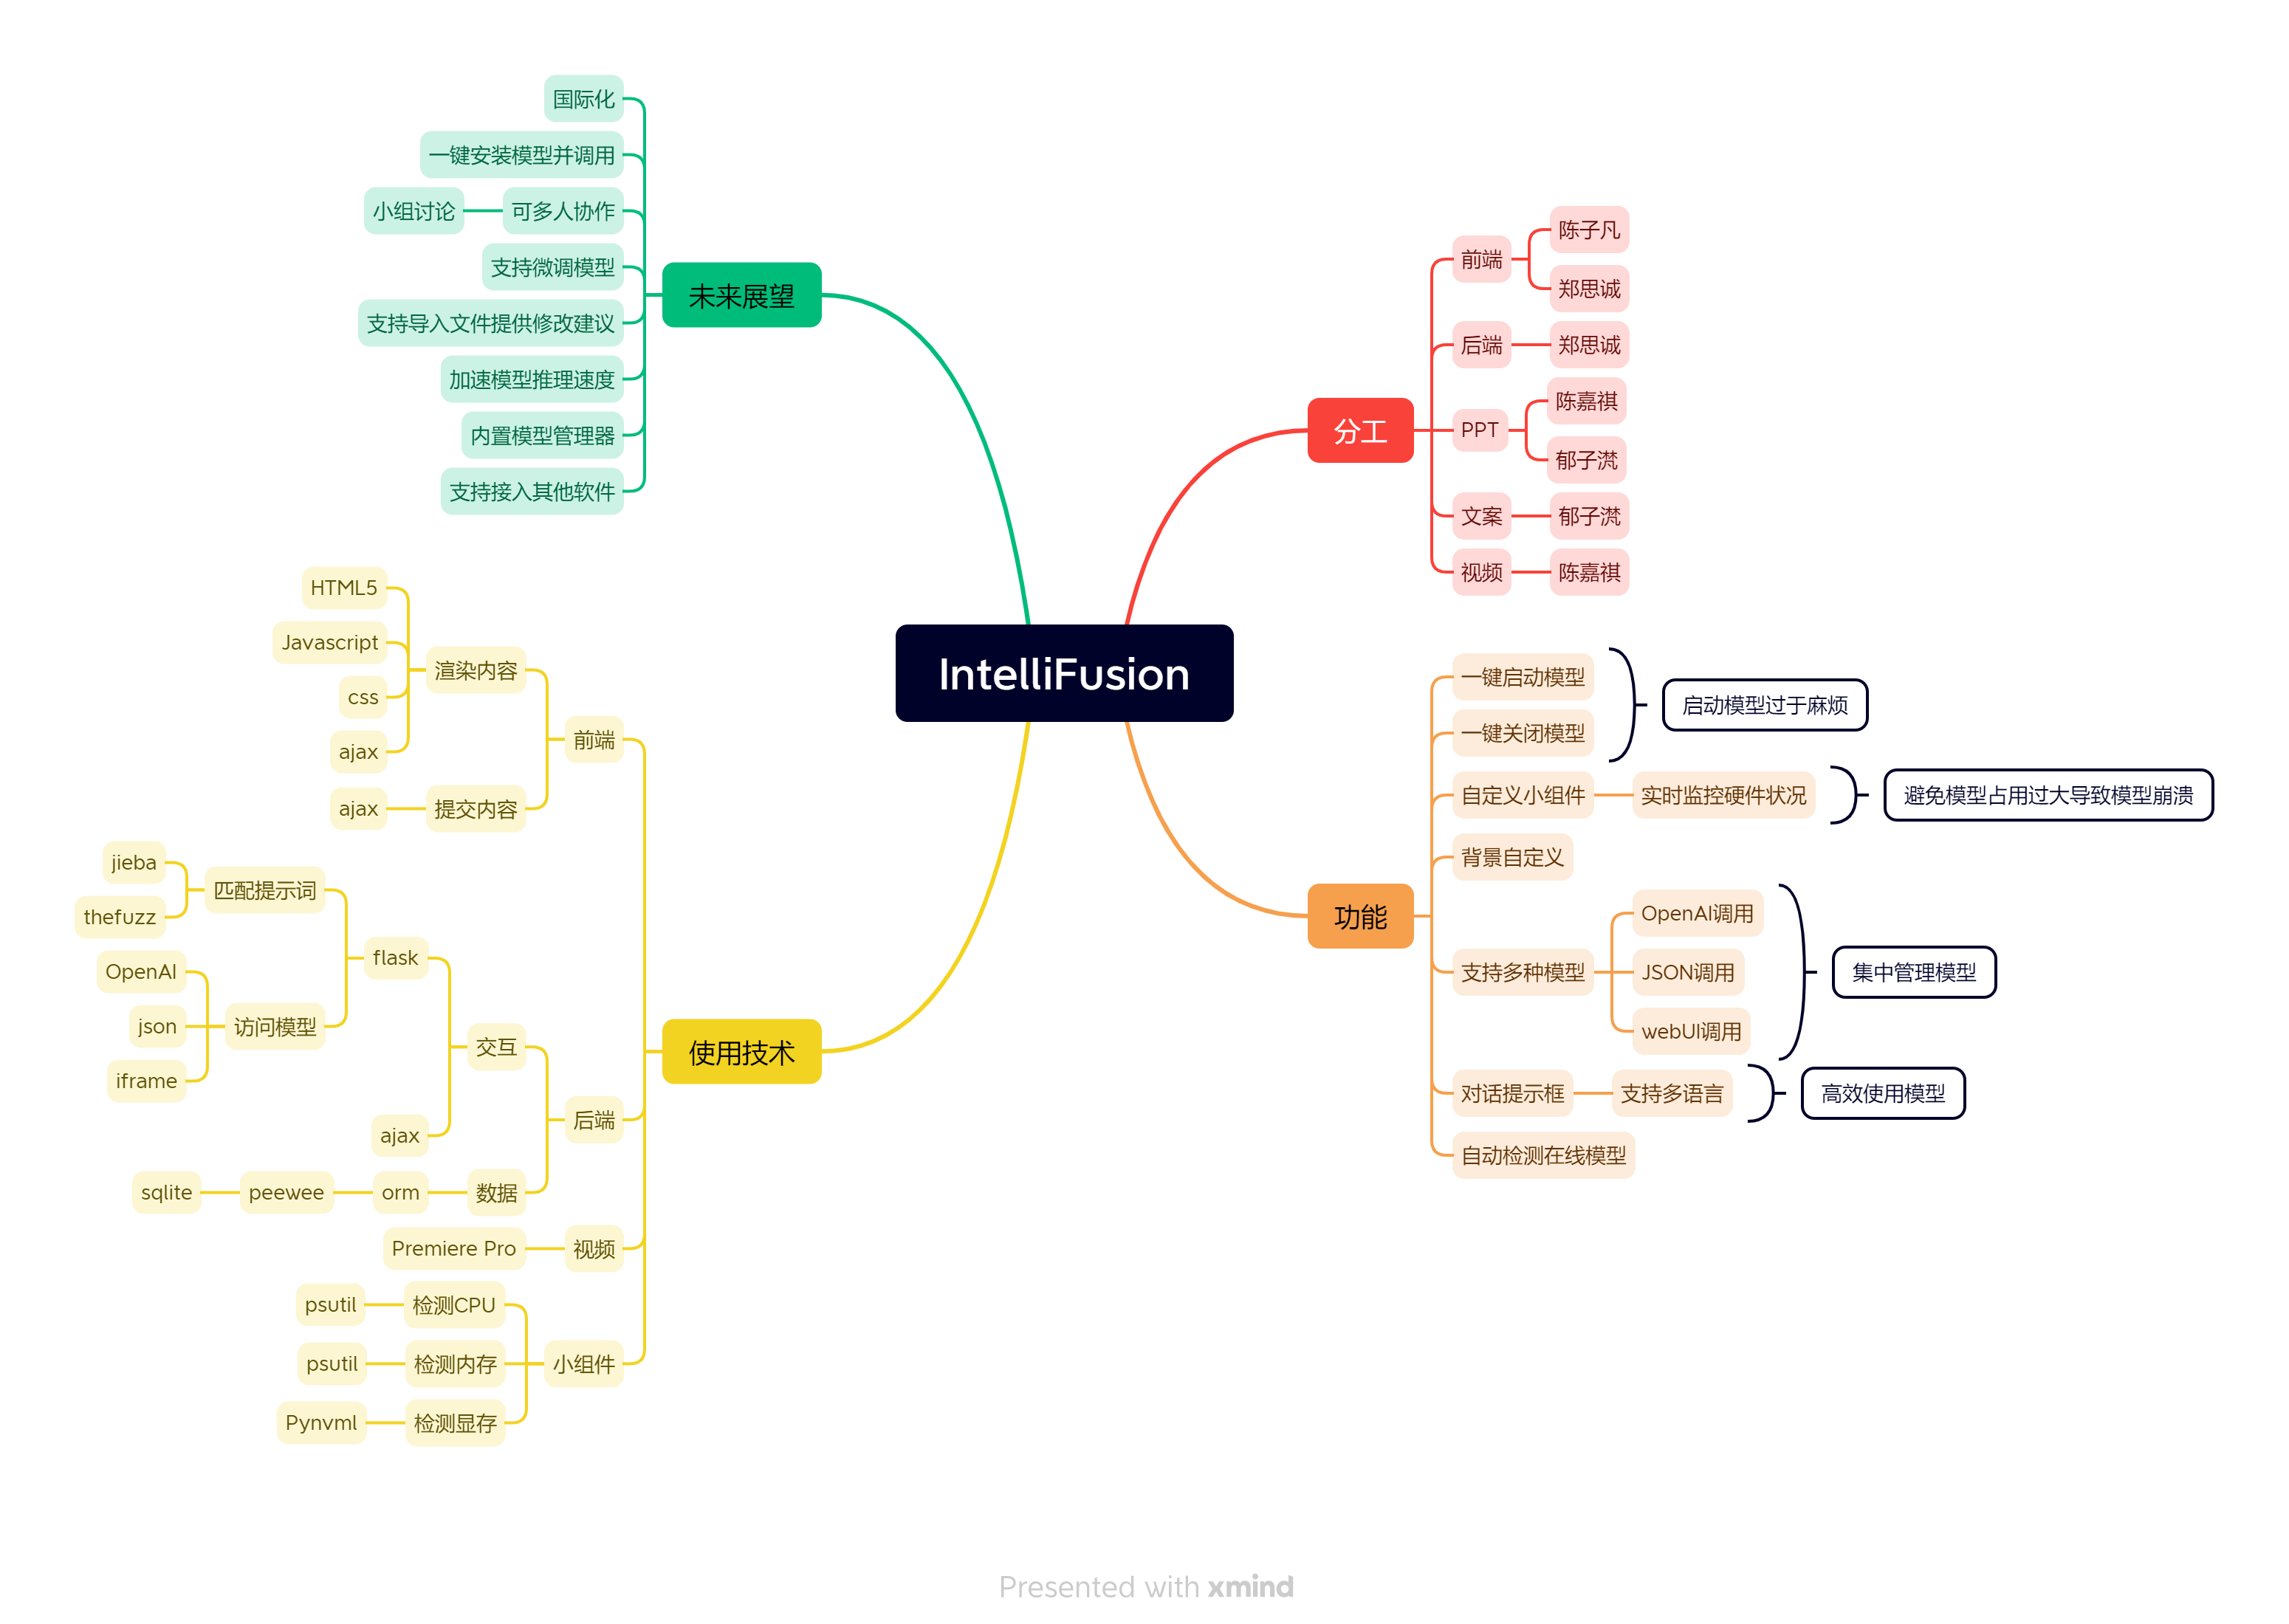 IntelliFusion
分工
前端
陈子凡
郑思诚
后端
郑思诚
PPT
陈嘉祺
郁子淏
文案
郁子淏
视频
陈嘉祺
功能
一键启动模型
一键关闭模型
启动模型过于麻烦
自定义小组件
实时监控硬件状况
避免模型占用过大导致模型崩溃
背景自定义
支持多种模型
OpenAI调用
JSON调用
webUI调用
集中管理模型
对话提示框
支持多语言
高效使用模型
自动检测在线模型
使用技术
前端
渲染内容
HTML5
Javascript
css
ajax
提交内容
ajax
后端
交互
flask
匹配提示词
jieba
thefuzz
访问模型
OpenAI
json
iframe
ajax
数据
orm
peewee
sqlite
视频
Premiere Pro
小组件
检测CPU
psutil
检测内存
psutil
检测显存
Pynvml
未来展望
国际化
一键安装模型并调用
可多人协作
小组讨论
支持微调模型
支持导入文件提供修改建议
加速模型推理速度
内置模型管理器
支持接入其他软件
Presented with xmind